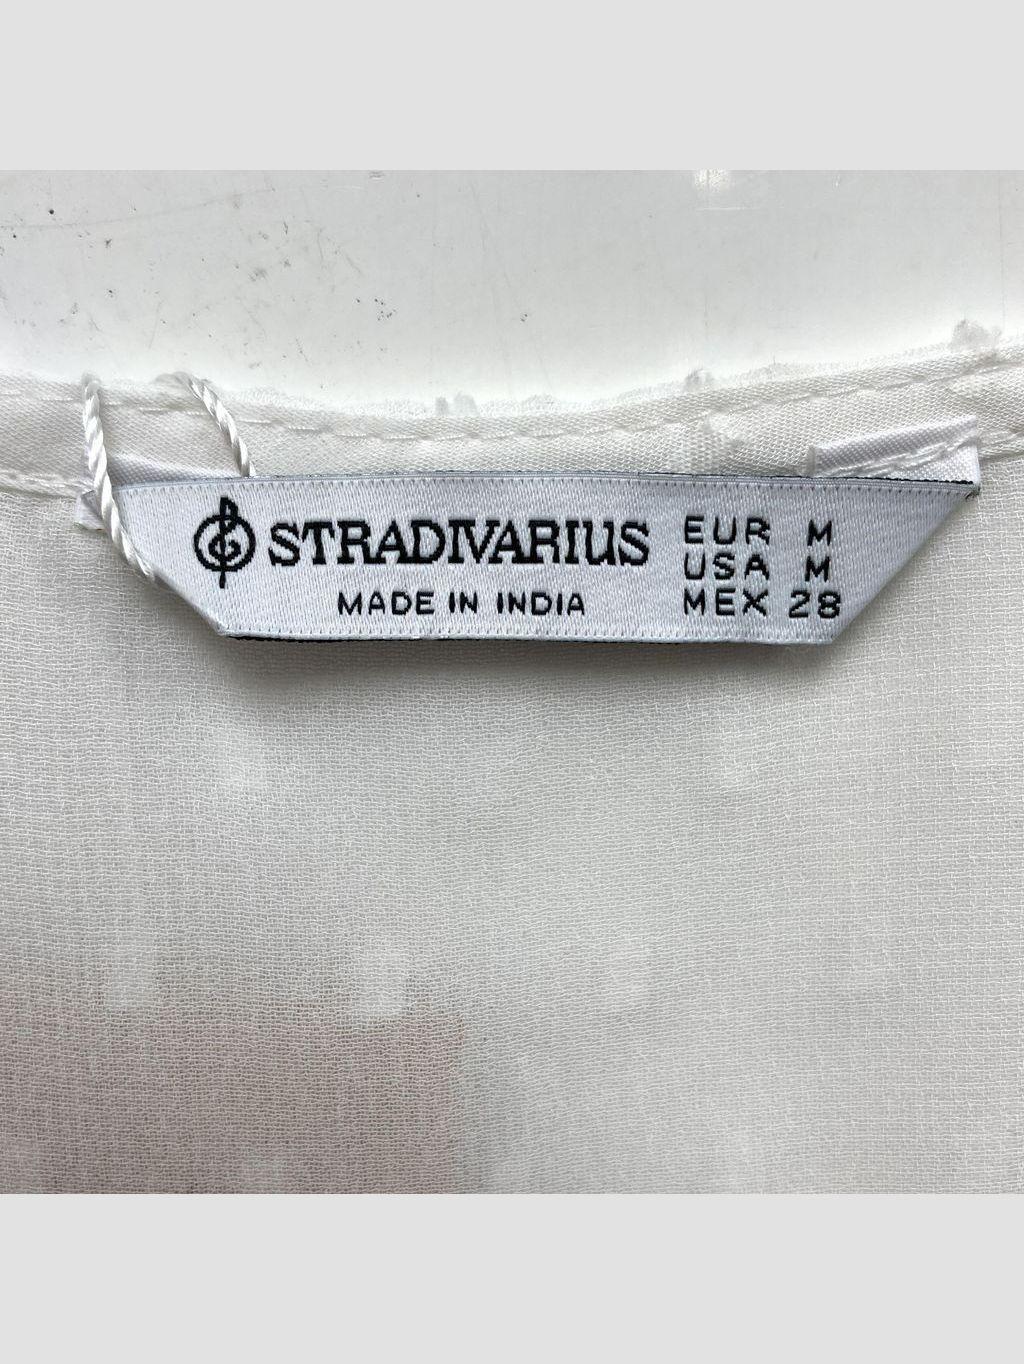 STRADIVARIUS
MADE IN INDIA
EUR M
USA M
MEX 28